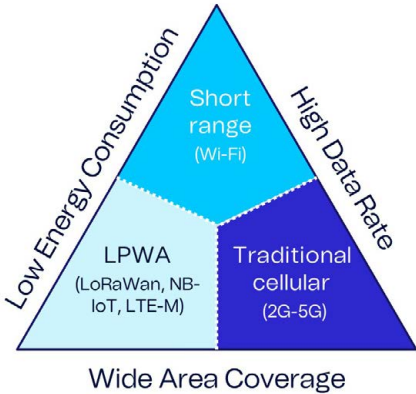 Low Energy Consumption
High Data Rate
Short
range
(Wi-Fi)
LPWA
(LoRaWan, NB-
IoT, LTE-M)
Traditional
cellular
(2G-5G)
Wide Area Coverage